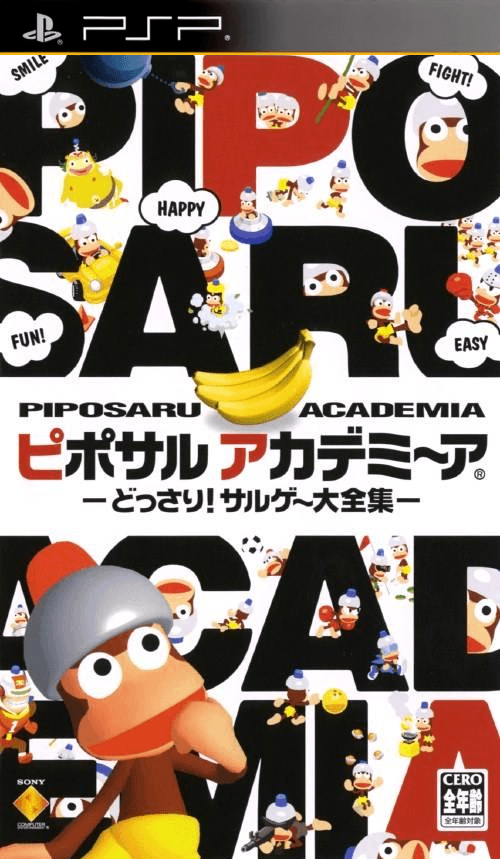 PSP
SMILE
FIGHT!
PIPO
HAPPY
SARU
FUN!
EASY
PIPOSARU ACADEMIA
ピポサル アカデミ〜ア®
—どっさり!サルゲ〜大全集—
ACAD
EMIA
SONY
COMPUTER
ENTERTAINMENT
CERO
全年齢
全年齢対象